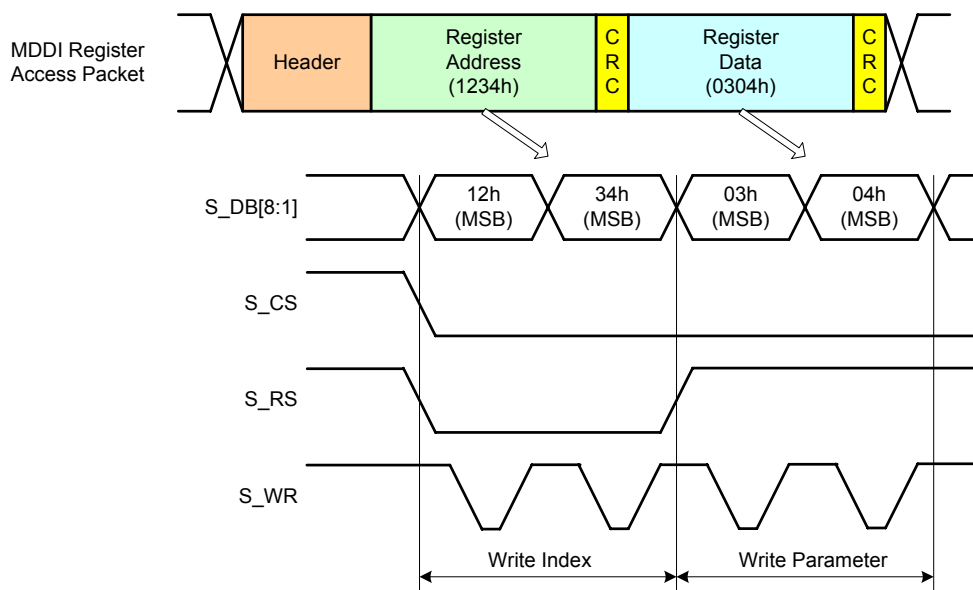 MDDI Register
Access Packet
Header
Register
Address
(1234h)
C
R
C
Register
Data
(0304h)
C
R
C
S_DB[8:1]
12h
(MSB)
34h
(MSB)
03h
(MSB)
04h
(MSB)
S_CS
S_RS
S_WR
Write Index
Write Parameter